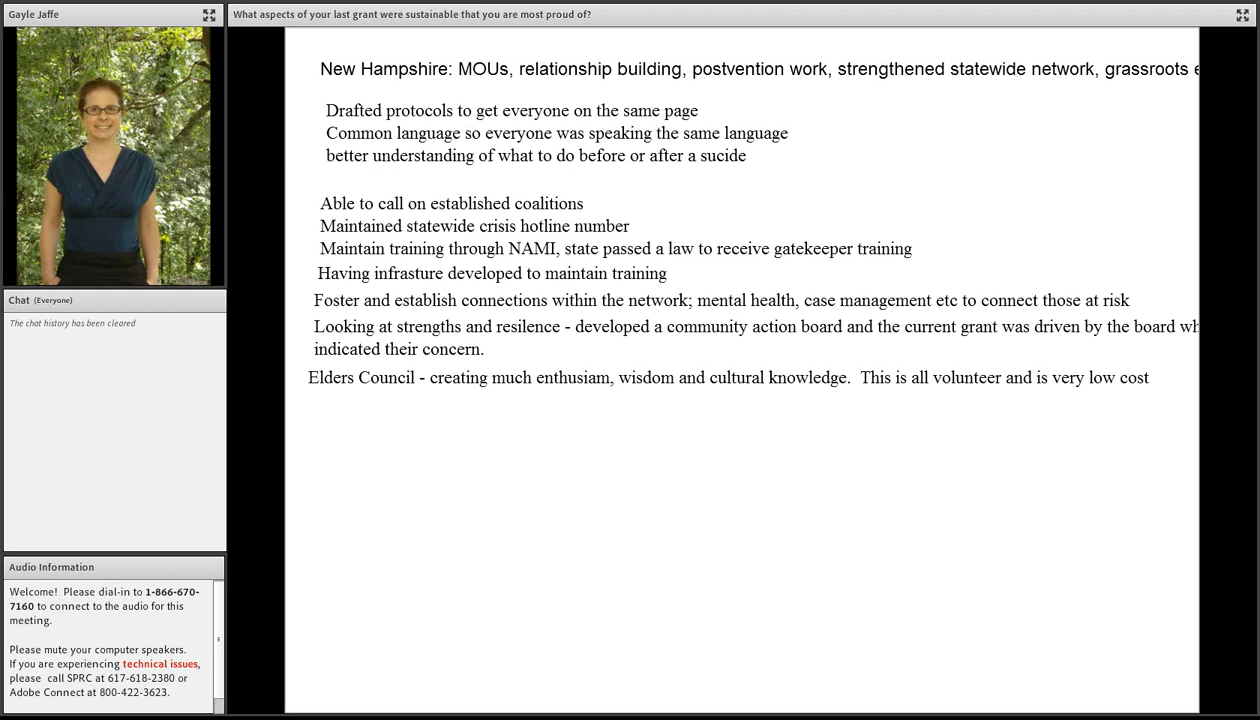 Gayle Jaffe
What aspects of your last grant were sustainable that you are most proud of?
New Hampshire: MOUs, relationship building, postvention work, strengthened statewide network, grassroots
Drafted protocols to get everyone on the same page
Common language so everyone was speaking the same language
better understanding of what to do before or after a sucide
Able to call on established coalitions
Maintained statewide crisis hotline number
Maintain training through NAMI, state passed a law to receive gatekeeper training
Having infrasture developed to maintain training
Foster and establish connections within the network; mental health, case management etc to connect those at risk
Looking at strengths and resilence - developed a community action board and the current grant was driven by the board
indicated their concern.
Elders Council - creating much enthusiam, wisdom and cultural knowledge.  This is all volunteer and is very low cost
Chat (Everyone)
The chat history has been cleared
Audio Information
Welcome!  Please dial-in to 1-866-670-
7160 to connect to the audio for this
meeting.
Please mute your computer speakers.
If you are experiencing technical issues,
please  call SPRC at 617-618-2380 or
Adobe Connect at 800-422-3623.